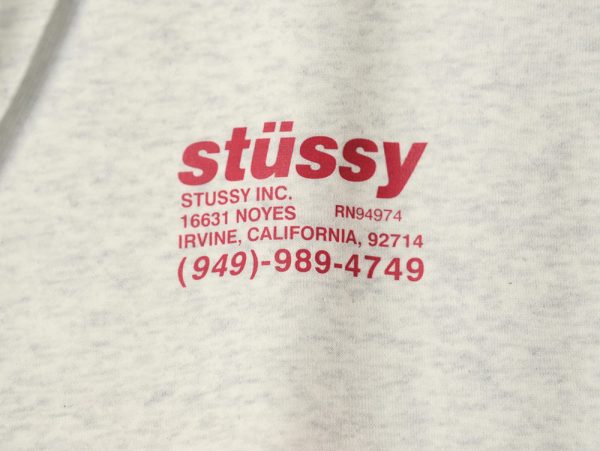 stüssy
STUSSY INC.
16631 NOYES RN94974
IRVINE, CALIFORNIA, 92714
(949)-989-4749